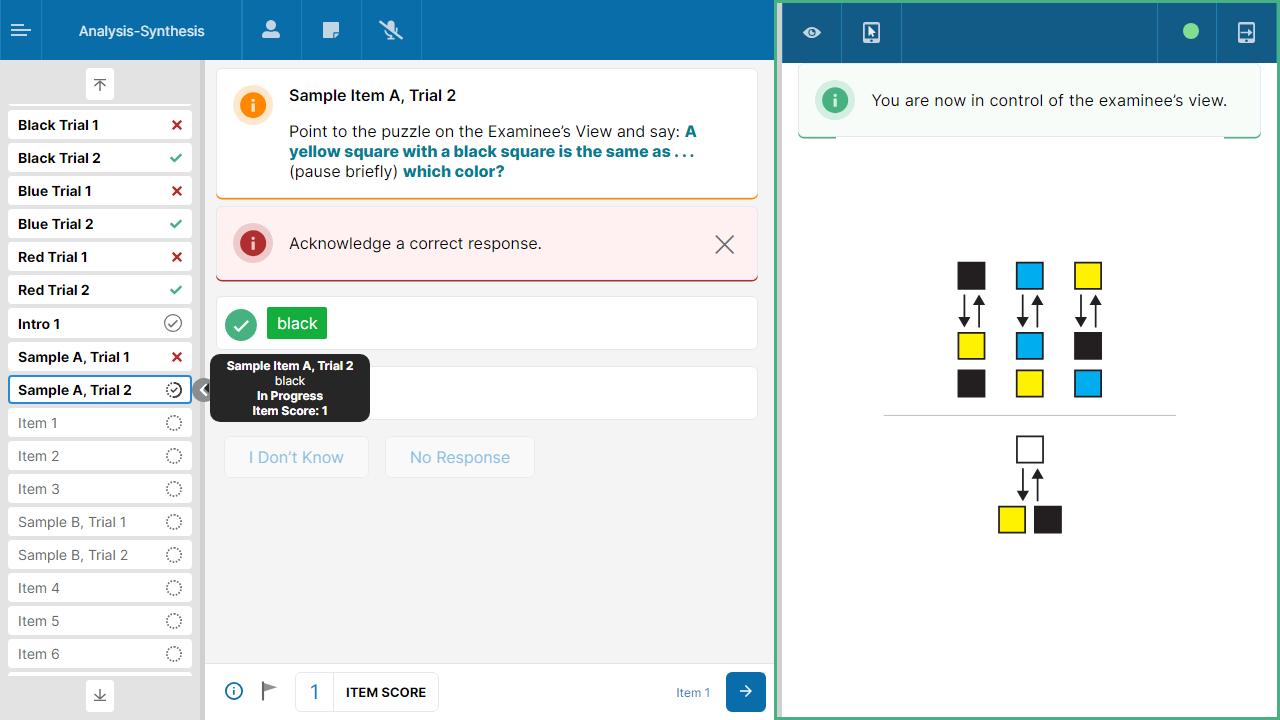 Analysis-Synthesis
Black Trial 1
Black Trial 2
Blue Trial 1
Blue Trial 2
Red Trial 1
Red Trial 2
Intro 1
Sample A, Trial 1
Sample A, Trial 2
Item 1
Item 2
Item 3
Sample B, Trial 1
Sample B, Trial 2
Item 4
Item 5
Item 6
Sample Item A, Trial 2
Point to the puzzle on the Examinee’s View and say: A
yellow square with a black square is the same as . . .
(pause briefly) which color?
Acknowledge a correct response.
black
Sample Item A, Trial 2
black
In Progress
Item Score: 1
I Don’t Know
No Response
1 ITEM SCORE
Item 1
You are now in control of the examinee’s view.